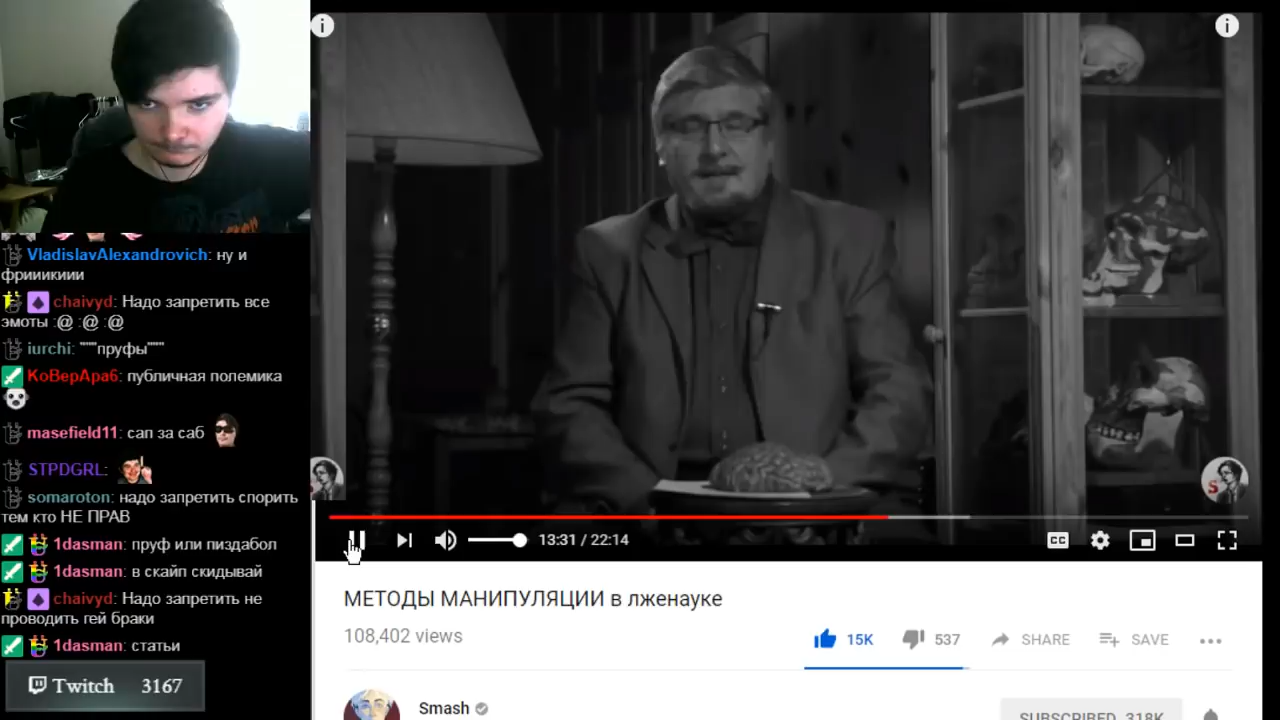 VladislavAlexandrovich: ну и
фрииикиии
chaivyd: Надо запретить все
эмоты :@ :@ :@
iurchi: """пруфы""""
KoBepApa6: публичная полемика
masefield11: сап за саб
STPDGRL:
somaroton: надо запретить спорить
тем кто НЕ ПРАВ
1dasman: пруф или пиздабол
1dasman: в скайп скидывай
chaivyd: Надо запретить не
проводить гей браки
1dasman: статьи
Twitch 3167
13:31 / 22:14
CC
МЕТОДЫ МАНИПУЛЯЦИИ в лженауке
108,402 views
15K
537
SHARE
SAVE
Smash
SUBSCRIBED 318K